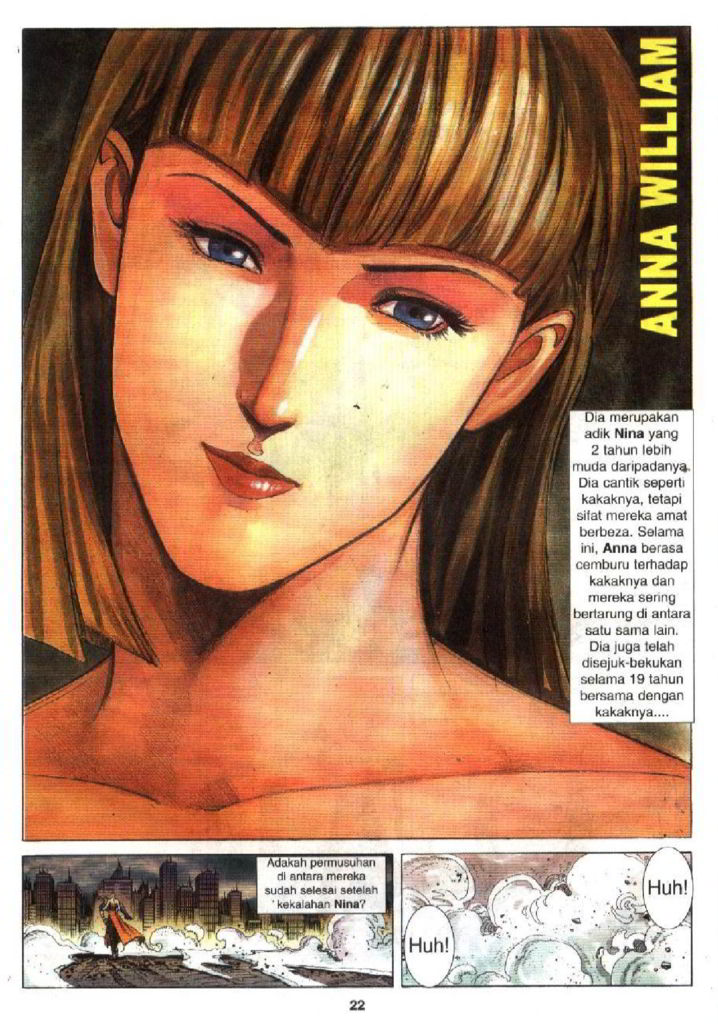 ANNA WILLIAM
Dia merupakan
adik Nina yang
2 tahun lebih
muda daripadanya.
Dia cantik seperti
kakaknya, tetapi
sifat mereka amat
berbeza. Selama
ini, Anna berasa
cemburu terhadap
kakaknya dan
mereka sering
bertarung di antara
satu sama lain.
Dia juga telah
disejuk-bekukan
selama 19 tahun
bersama dengan
kakaknya....
Adakah permusuhan
di antara mereka
sudah selesai setelah
kekalahan Nina?
Huh!
Huh!
22